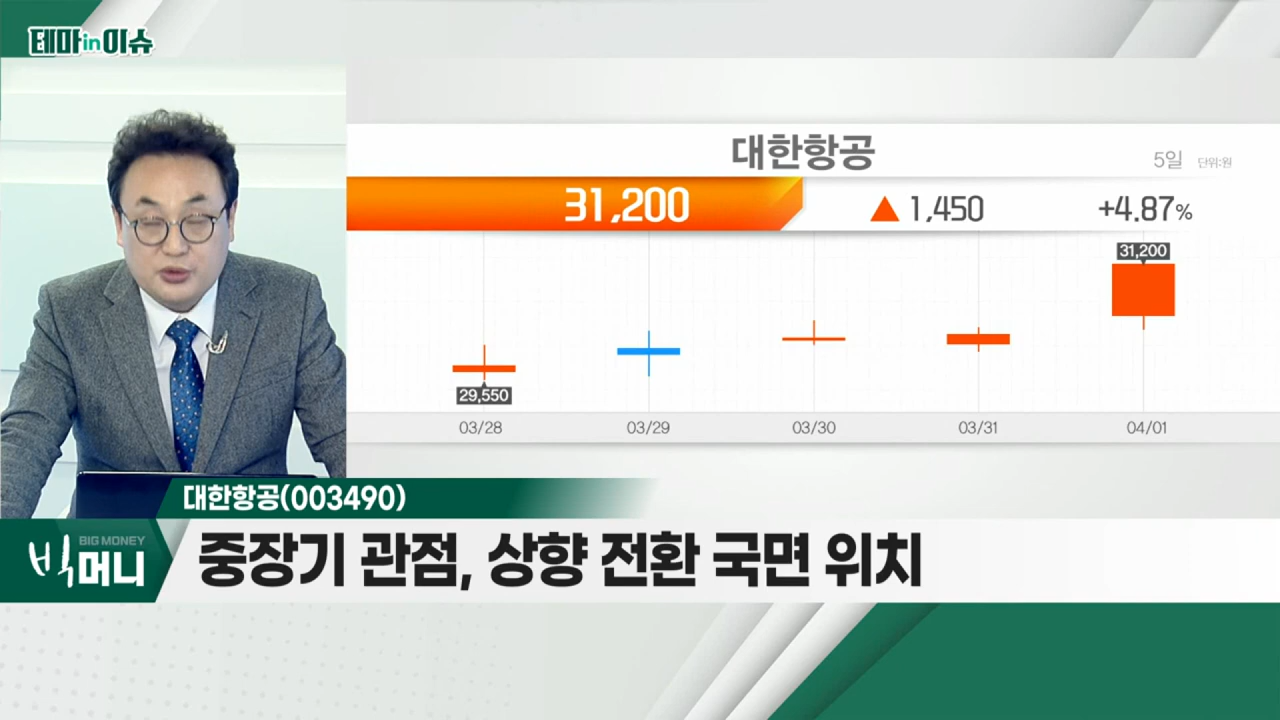 테마in이슈
대한항공
5일 단위:원
31,200 ▲ 1,450 +4.87%
31,200
29,550
03/28 03/29 03/30 03/31 04/01
대한항공(003490)
BIG MONEY
빅머니
중장기 관점, 상향 전환 국면 위치